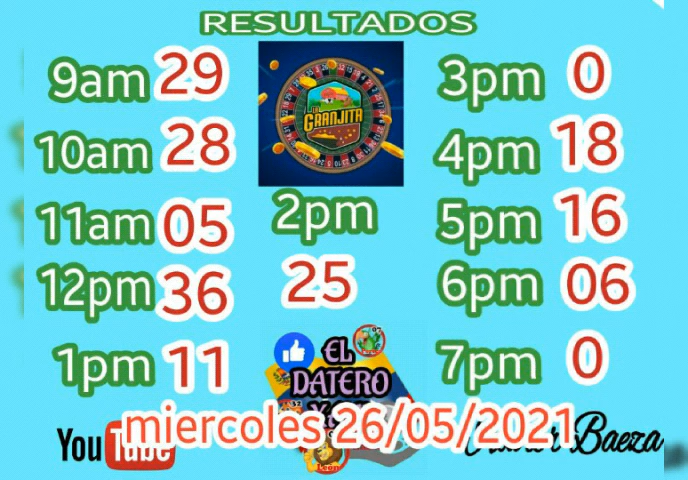 RESULTADOS
9am 29
10am 28
11am 05
12pm 36
1pm 11
LA
GRANJITA
2pm
25
3pm 0
4pm 18
5pm 16
6pm 06
7pm 0
EL
DATERO
miercoles 26/05/2021
YouTube
Baeza